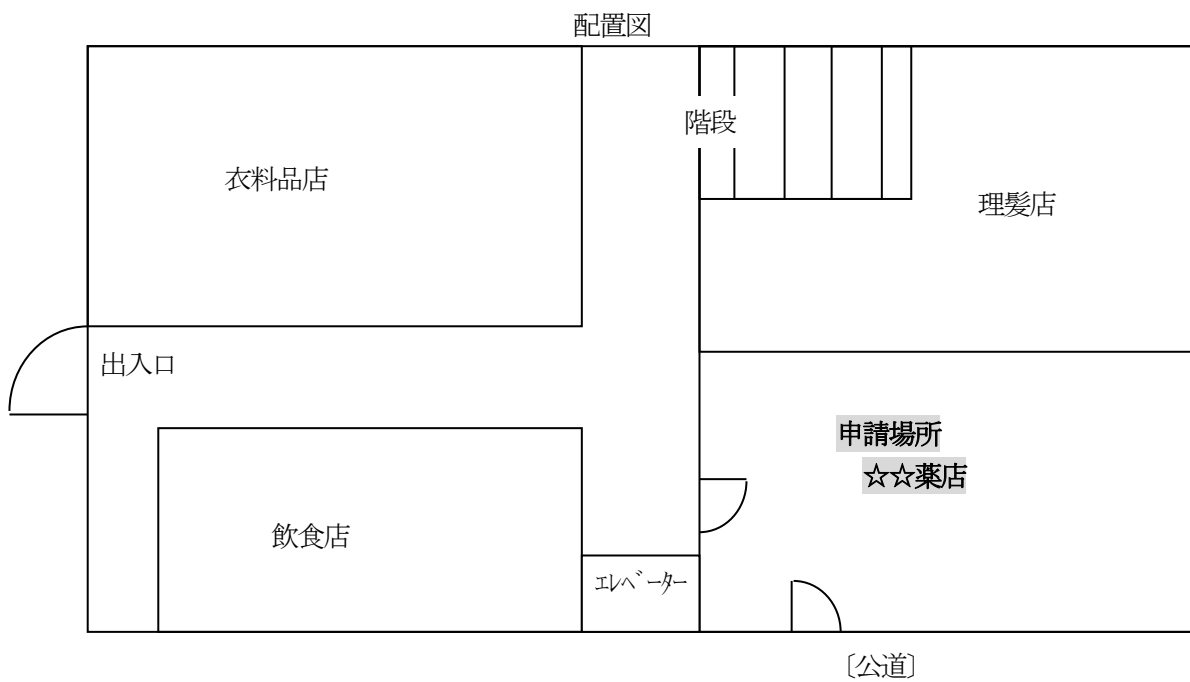 配置図
階段
衣料品店
理髪店
出入口
申請場所
☆☆薬店
飲食店
ｴﾚﾍﾞｰﾀｰ
〔公道〕